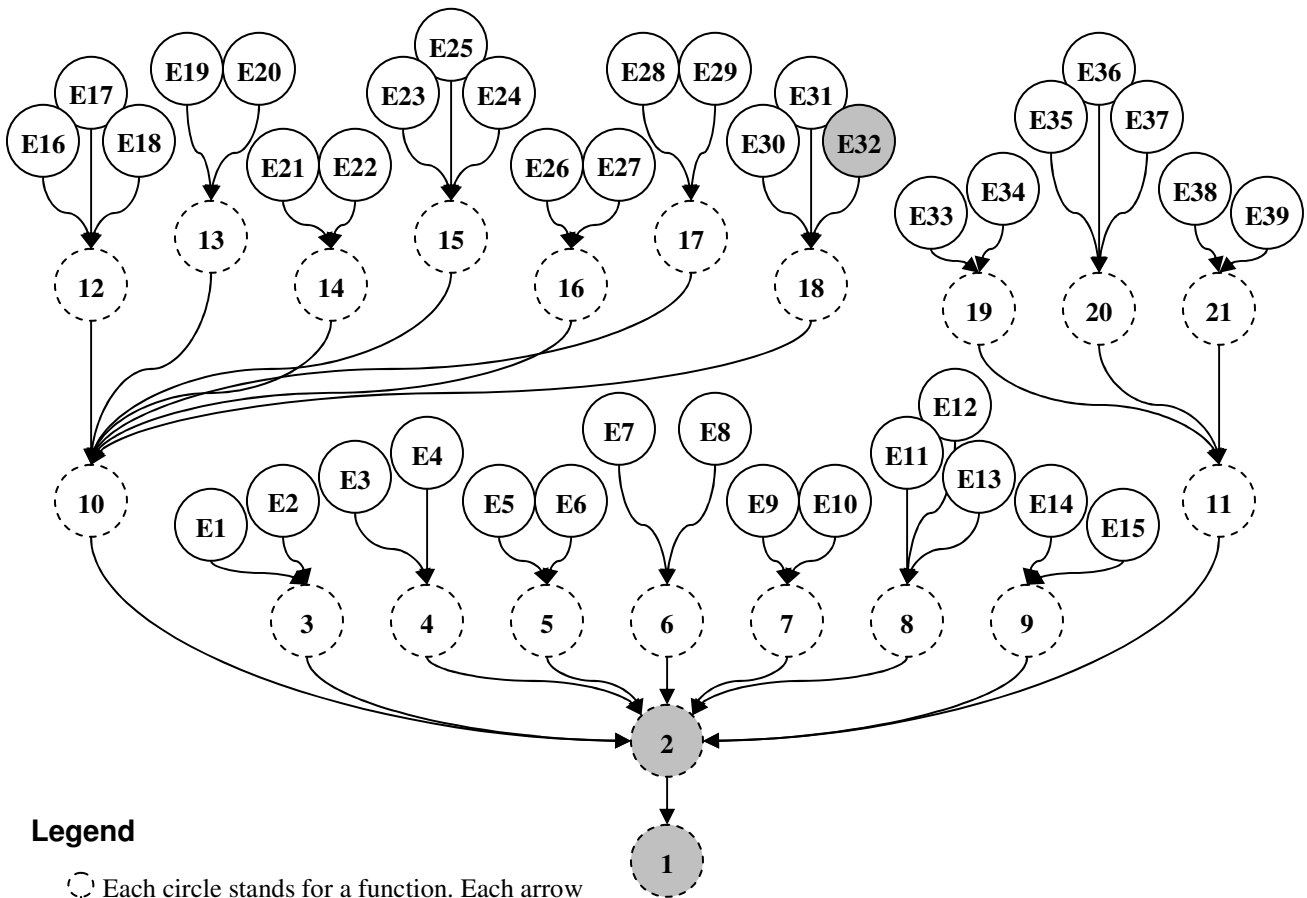 E25
E19 E20 E28 E29 E36
E17 E23 E24 E31 E35 E37
E16 E18 E21 E22 E26 E27 E30 E32
E34 E38
E33 E39
13 15 17
12 14 16 18 19 20 21
E12
E7 E8
E4 E11
E3 E13
10 E2 E5 E6 E9 E10 E14 11
E1 E15
3 4 5 6 7 8 9
2
Legend
1
Each circle stands for a function. Each arrow